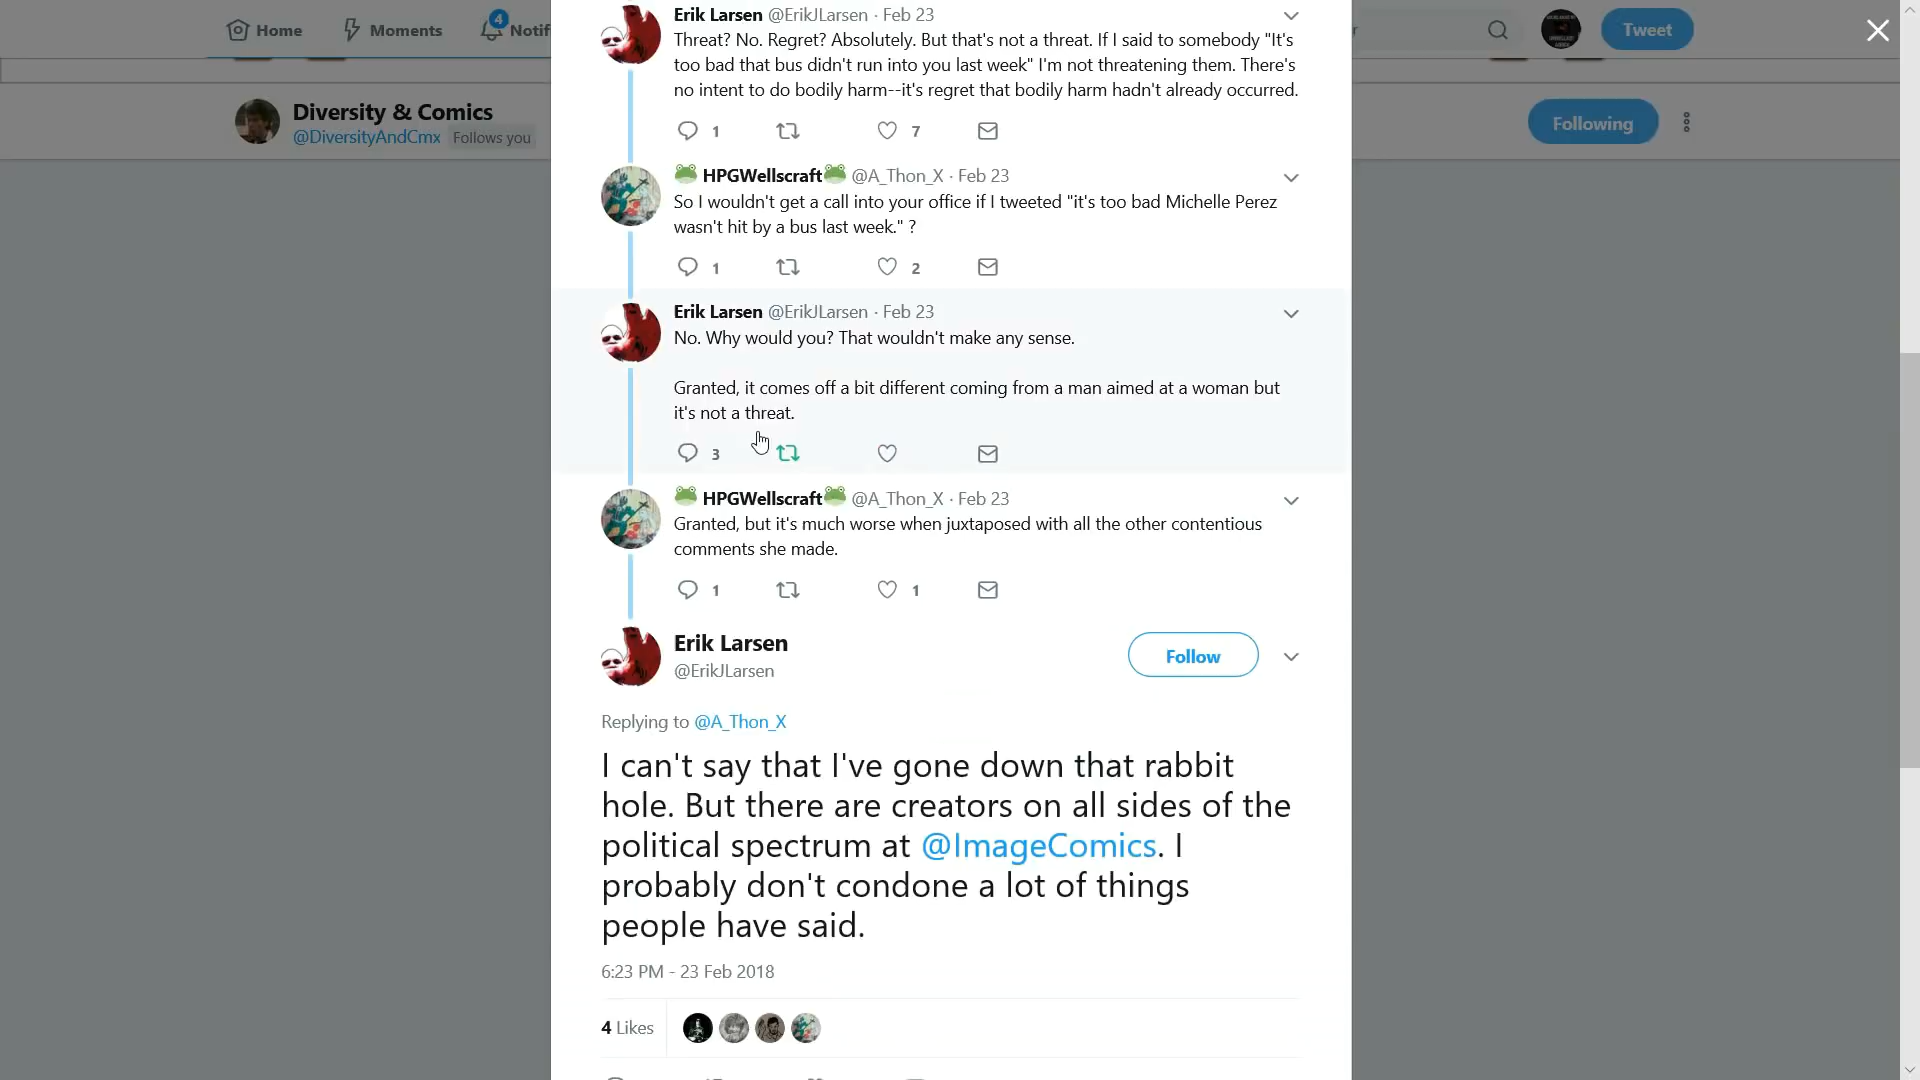 Home
Moments
4
Notif
r
Tweet
Diversity & Comics
@DiversityAndCmx Follows you
Following
Erik Larsen @ErikJLarsen · Feb 23
Threat? No. Regret? Absolutely. But that's not a threat. If I said to somebody "It's
too bad that bus didn't run into you last week" I'm not threatening them. There's
no intent to do bodily harm--it's regret that bodily harm hadn't already occurred.
1 7
🐸 HPGWellscraft🐸 @A_Thon_X · Feb 23
So I wouldn't get a call into your office if I tweeted "it's too bad Michelle Perez
wasn't hit by a bus last week." ?
1 2
Erik Larsen @ErikJLarsen · Feb 23
No. Why would you? That wouldn't make any sense.
Granted, it comes off a bit different coming from a man aimed at a woman but
it's not a threat.
3
🐸 HPGWellscraft🐸 @A_Thon_X · Feb 23
Granted, but it's much worse when juxtaposed with all the other contentious
comments she made.
1 1
Erik Larsen
@ErikJLarsen
Follow
Replying to @A_Thon_X
I can't say that I've gone down that rabbit
hole. But there are creators on all sides of the
political spectrum at @ImageComics. I
probably don't condone a lot of things
people have said.
6:23 PM - 23 Feb 2018
4 Likes